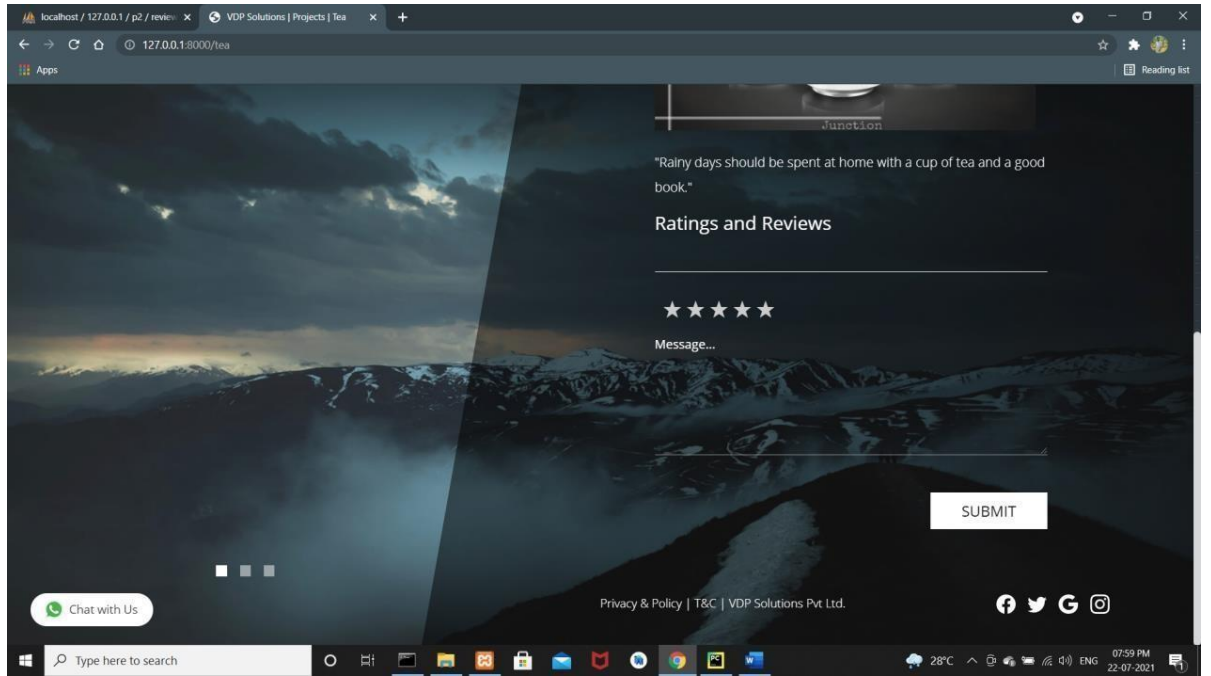 localhost / 127.0.0.1 / p2 / review
VDP Solutions | Projects | Tea
127.0.0.1:8000/tea
Apps
Reading list
Junction
"Rainy days should be spent at home with a cup of tea and a good
book."
Ratings and Reviews
Message...
SUBMIT
Chat with Us
Privacy & Policy | T&C | VDP Solutions Pvt Ltd.
Type here to search
28°C
ENG
07:59 PM
22-07-2021